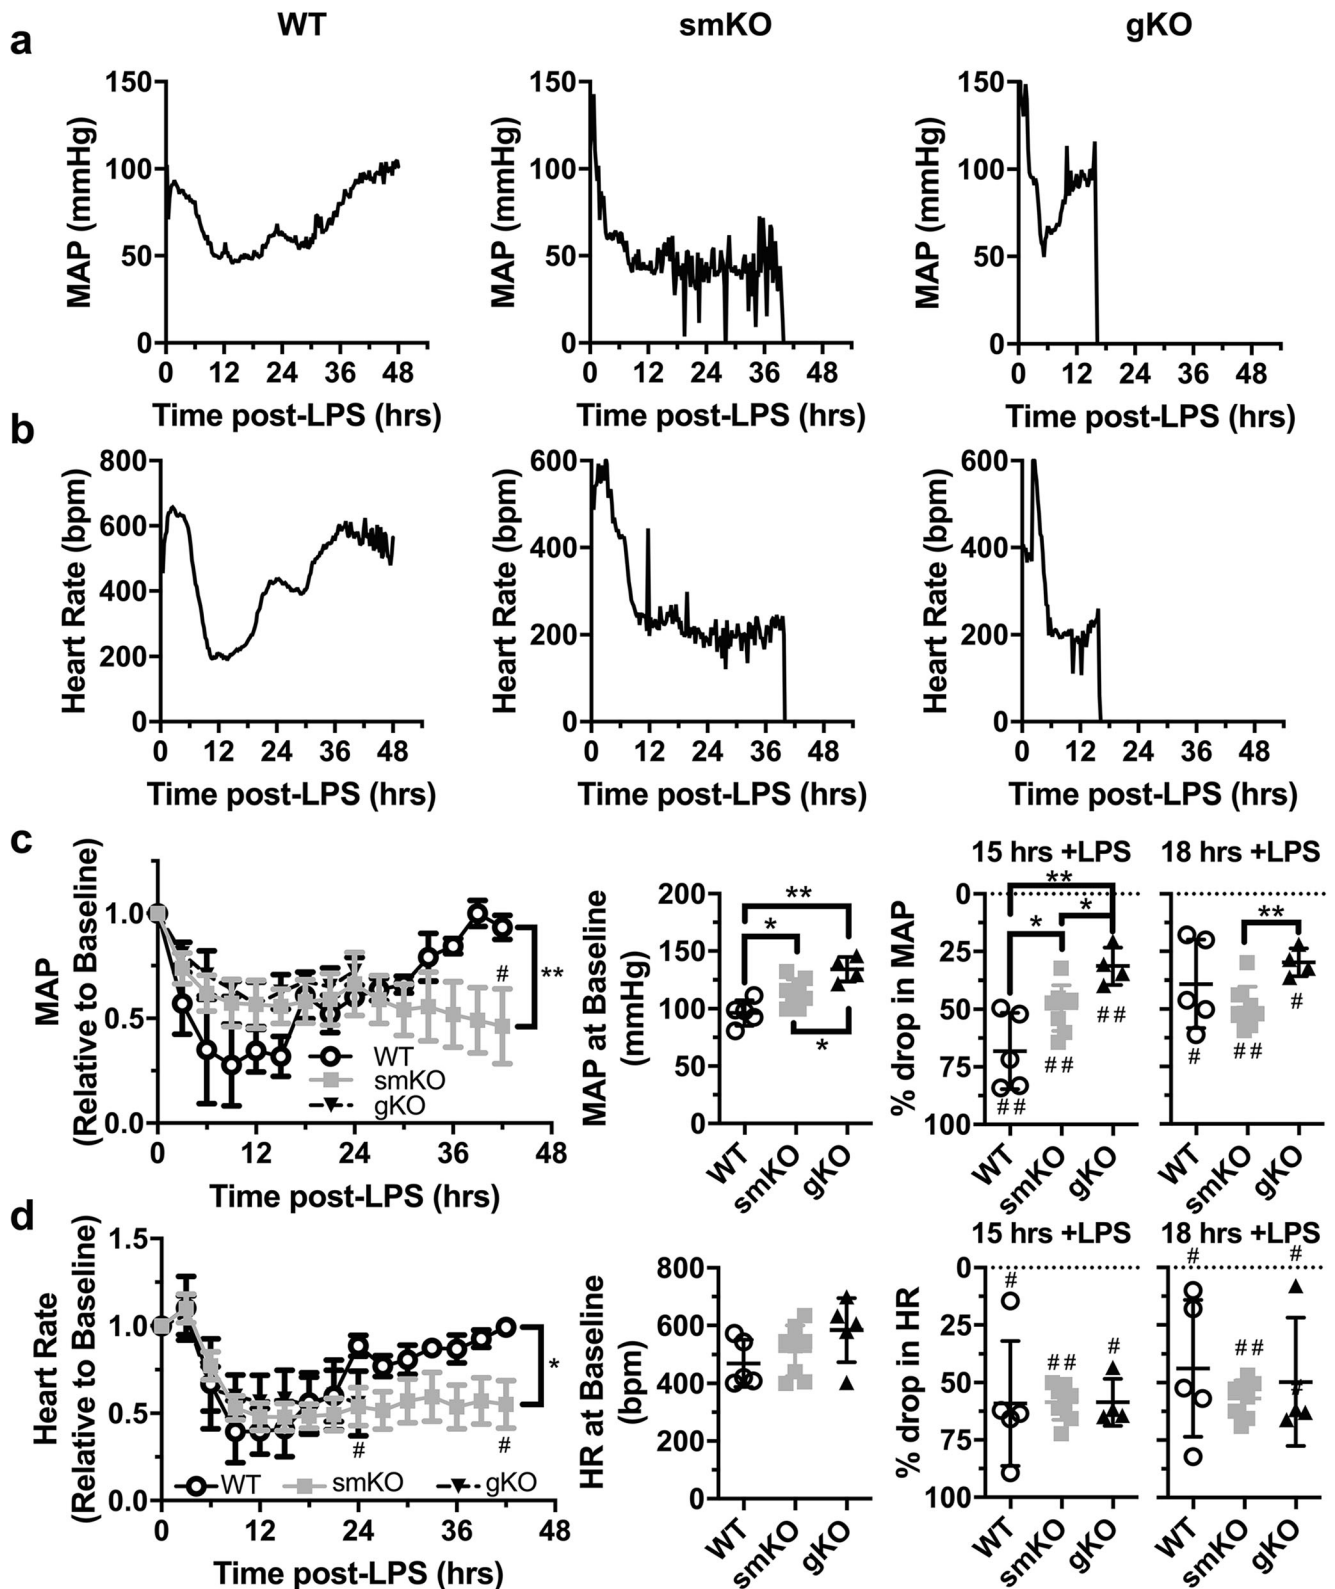 WT smKO gKO
a
150
100
50
0
MAP (mmHg)
0 12 24 36 48
Time post-LPS (hrs)
150
100
50
0
MAP (mmHg)
0 12 24 36 48
Time post-LPS (hrs)
150
100
50
0
MAP (mmHg)
0 12 24 36 48
Time post-LPS (hrs)
b
800
600
400
200
0
Heart Rate (bpm)
0 12 24 36 48
Time post-LPS (hrs)
600
400
200
0
Heart Rate (bpm)
0 12 24 36 48
Time post-LPS (hrs)
600
400
200
0
Heart Rate (bpm)
0 12 24 36 48
Time post-LPS (hrs)
c
MAP
(Relative to Baseline)
1.0
0.5
0.0
#
**
WT
smKO
gKO
0 12 24 36 48
Time post-LPS (hrs)
MAP at Baseline
(mmHg)
200
150
100
50
0
**
*
*
WT
smKO
gKO
% drop in MAP
15 hrs +LPS
0
25
50
75
100
**
*
*
##
##
##
WT
smKO
gKO
18 hrs +LPS
**
#
##
#
WT
smKO
gKO
d
Heart Rate
(Relative to Baseline)
1.5
1.0
0.5
0.0
*
#
#
WT smKO gKO
0 12 24 36 48
Time post-LPS (hrs)
HR at Baseline
(bpm)
800
600
400
200
0
WT
smKO
gKO
% drop in HR
15 hrs +LPS
0
25
50
75
100
#
##
#
WT
smKO
gKO
18 hrs +LPS
#
##
#
#
WT
smKO
gKO